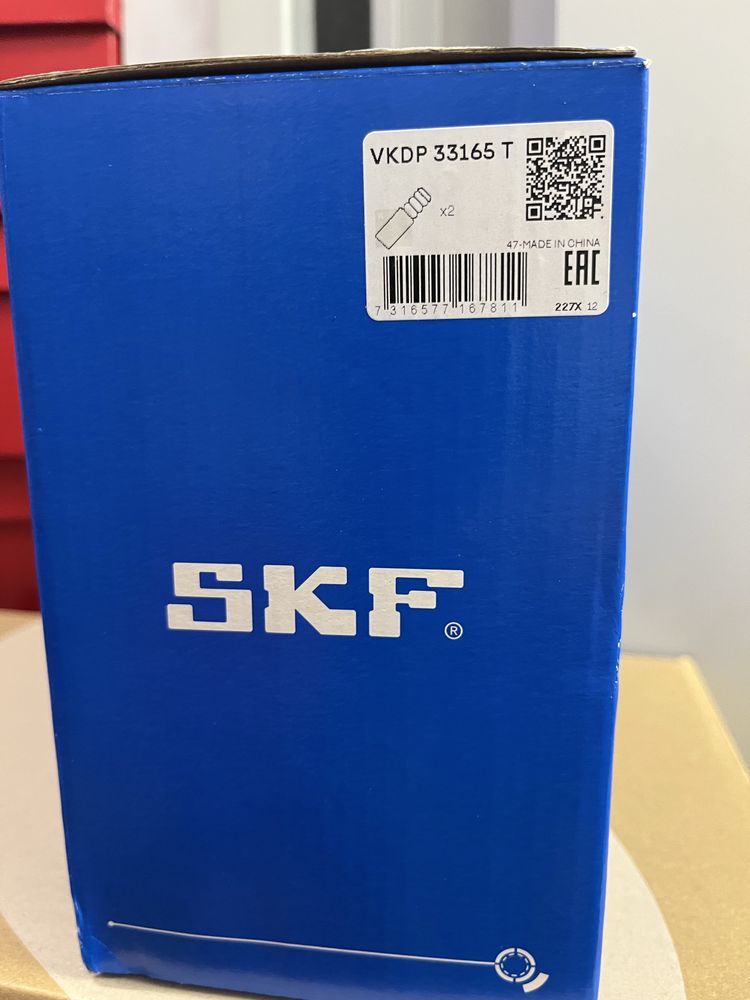 VKDP 33165 T
x2
47-MADE IN CHINA
EAC
7 316577 167811
227X 12
SKF®